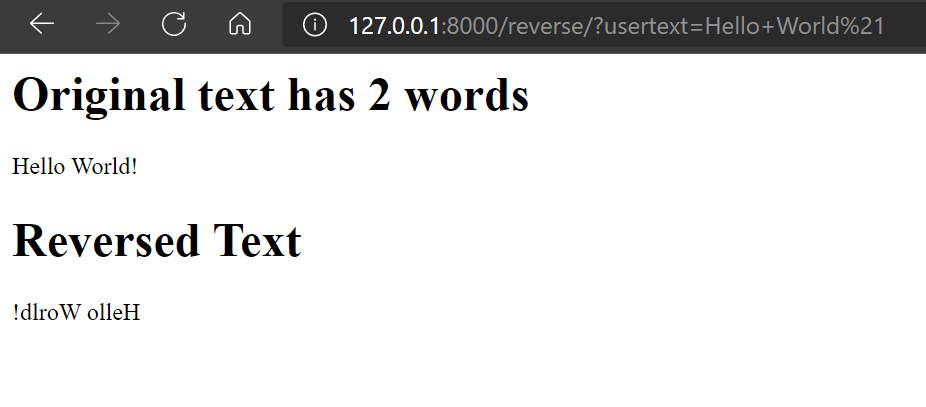 127.0.0.1:8000/reverse/?usertext=Hello+World%21
Original text has 2 words
Hello World!
Reversed Text
!dlroW olleH